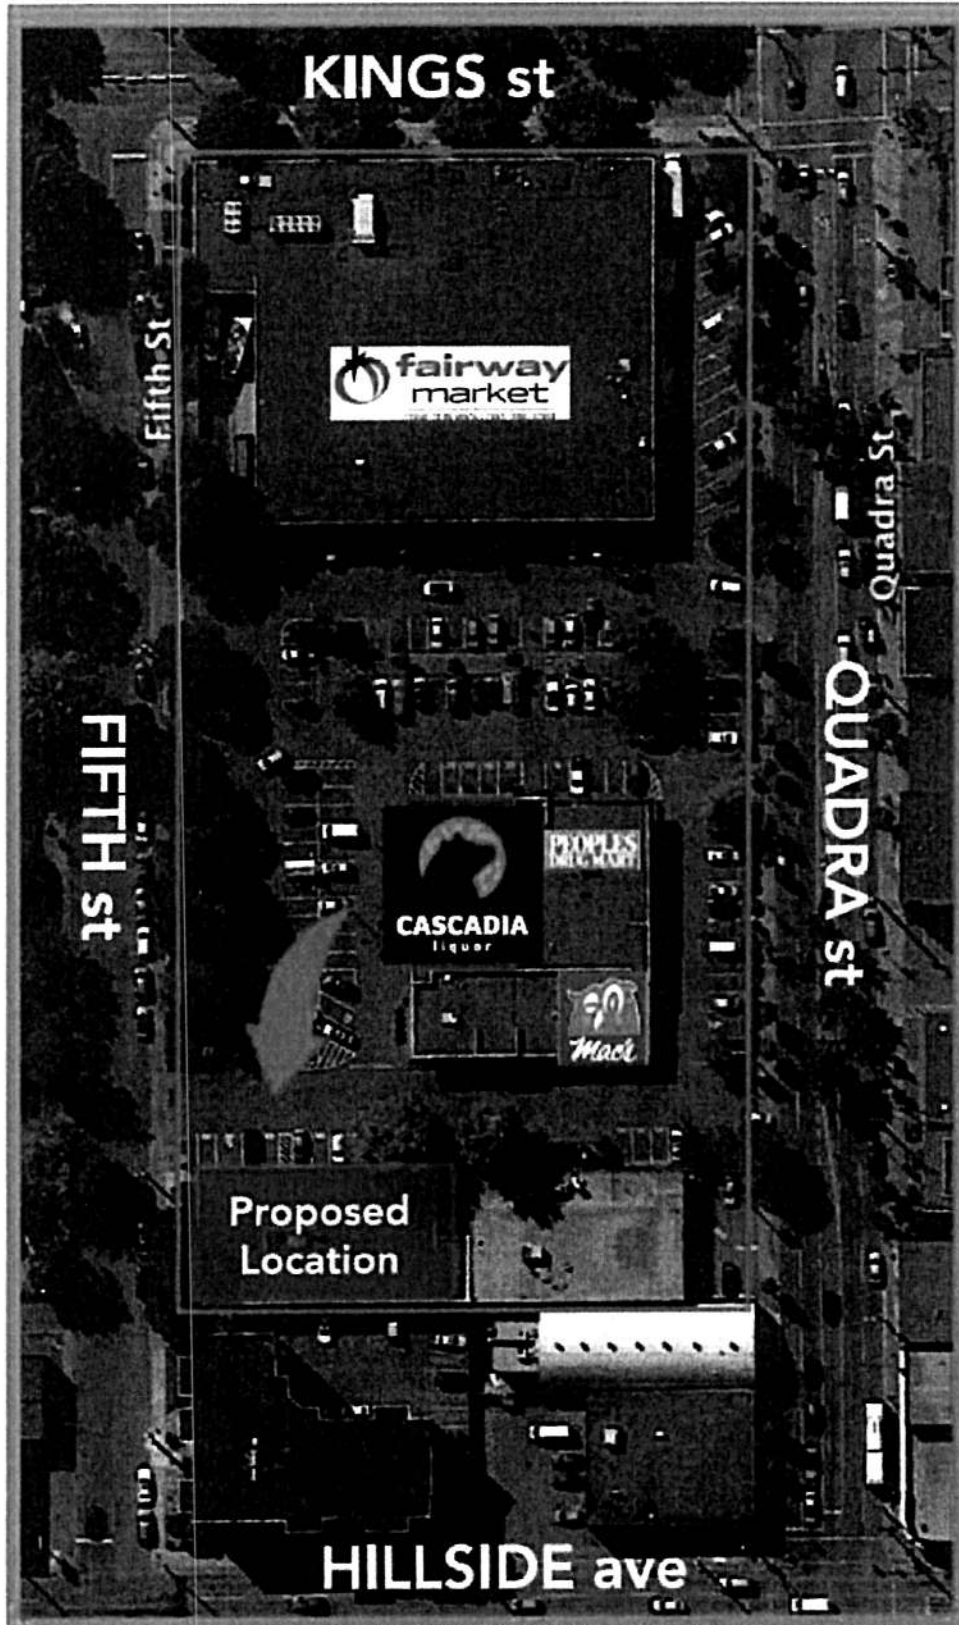 KINGS st
Fifth St
fairway
market
Quadra St
FIFTH st
QUADRA st
PEOPLES
DRUG MART
CASCADIA
liquor
Mac's
Proposed
Location
HILLSIDE ave